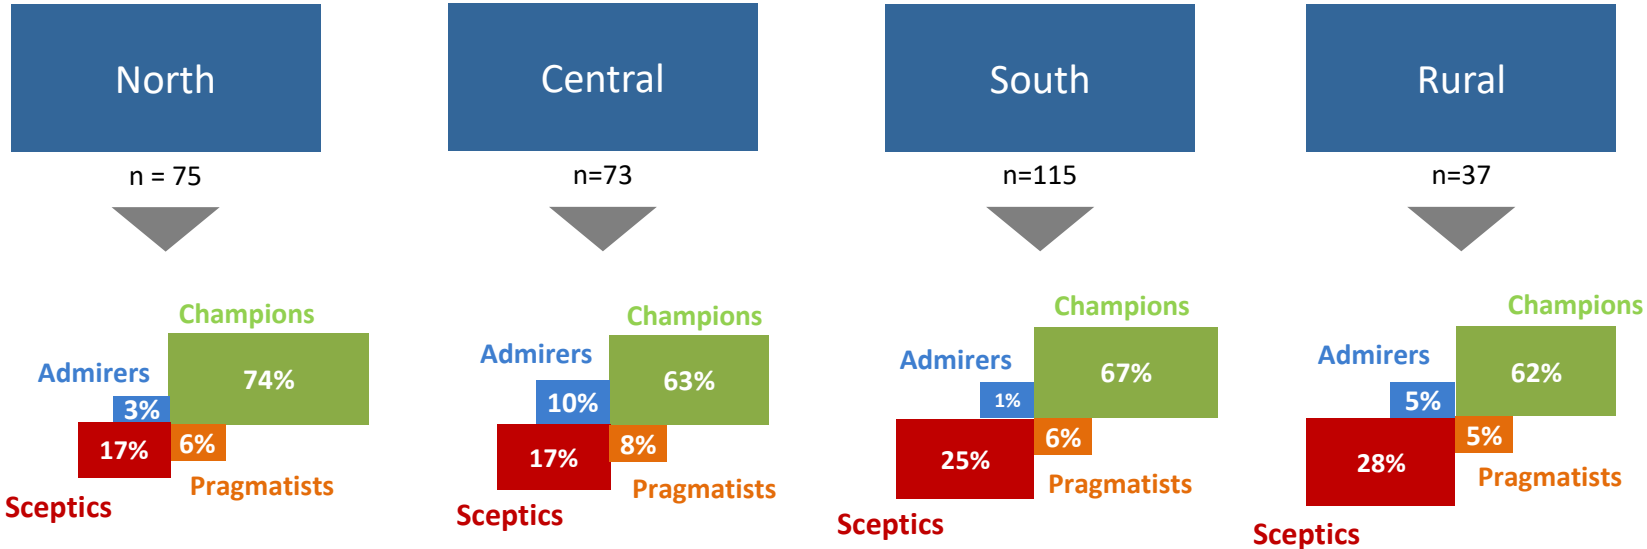 North
n = 75
Champions
Admirers
74%
3%
17%
6%
Pragmatists
Sceptics
Central
n=73
Champions
Admirers
63%
10%
17%
8%
Pragmatists
Sceptics
South
n=115
Champions
Admirers
67%
1%
25%
6%
Pragmatists
Sceptics
Rural
n=37
Champions
Admirers
62%
5%
28%
5%
Pragmatists
Sceptics